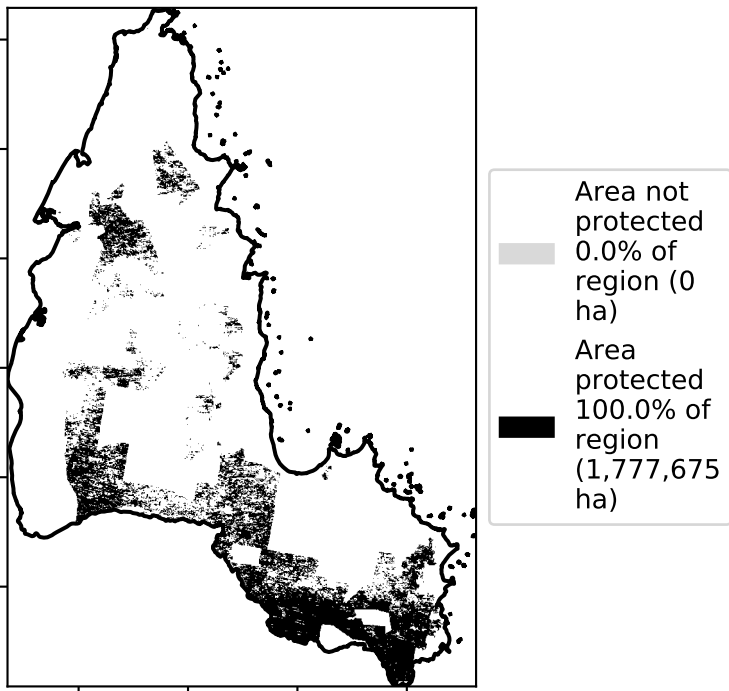 Area not
protected
0.0% of
region (0
ha)
Area
protected
100.0% of
region
(1,777,675
ha)